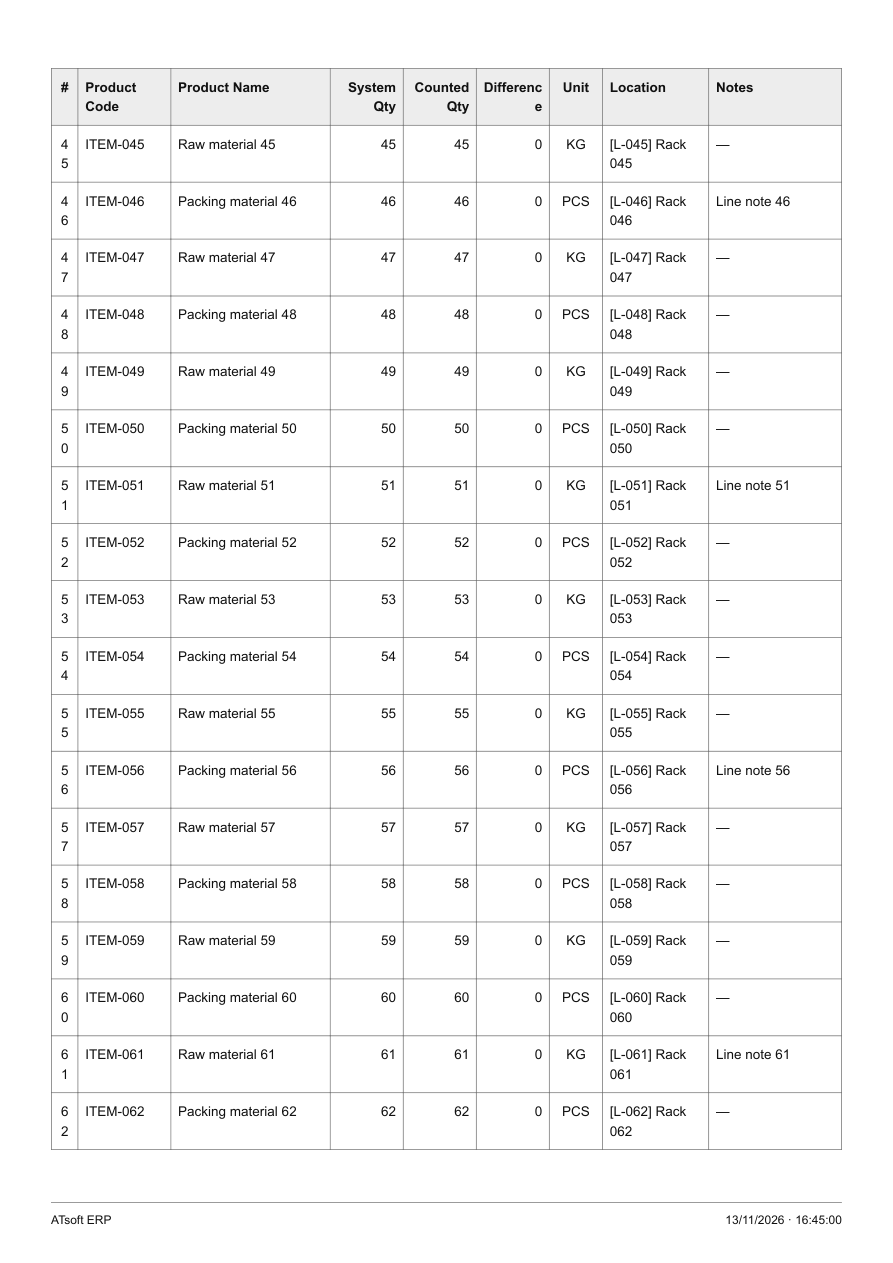 # Product Code Product Name System Qty Counted Qty Difference Unit Location Notes
45 ITEM-045 Raw material 45 45 45 0 KG [L-045] Rack 045 —
46 ITEM-046 Packing material 46 46 46 0 PCS [L-046] Rack 046 Line note 46
47 ITEM-047 Raw material 47 47 47 0 KG [L-047] Rack 047 —
48 ITEM-048 Packing material 48 48 48 0 PCS [L-048] Rack 048 —
49 ITEM-049 Raw material 49 49 49 0 KG [L-049] Rack 049 —
50 ITEM-050 Packing material 50 50 50 0 PCS [L-050] Rack 050 —
51 ITEM-051 Raw material 51 51 51 0 KG [L-051] Rack 051 Line note 51
52 ITEM-052 Packing material 52 52 52 0 PCS [L-052] Rack 052 —
53 ITEM-053 Raw material 53 53 53 0 KG [L-053] Rack 053 —
54 ITEM-054 Packing material 54 54 54 0 PCS [L-054] Rack 054 —
55 ITEM-055 Raw material 55 55 55 0 KG [L-055] Rack 055 —
56 ITEM-056 Packing material 56 56 56 0 PCS [L-056] Rack 056 Line note 56
57 ITEM-057 Raw material 57 57 57 0 KG [L-057] Rack 057 —
58 ITEM-058 Packing material 58 58 58 0 PCS [L-058] Rack 058 —
59 ITEM-059 Raw material 59 59 59 0 KG [L-059] Rack 059 —
60 ITEM-060 Packing material 60 60 60 0 PCS [L-060] Rack 060 —
61 ITEM-061 Raw material 61 61 61 0 KG [L-061] Rack 061 Line note 61
62 ITEM-062 Packing material 62 62 62 0 PCS [L-062] Rack 062 —
ATsoft ERP 13/11/2026 · 16:45:00